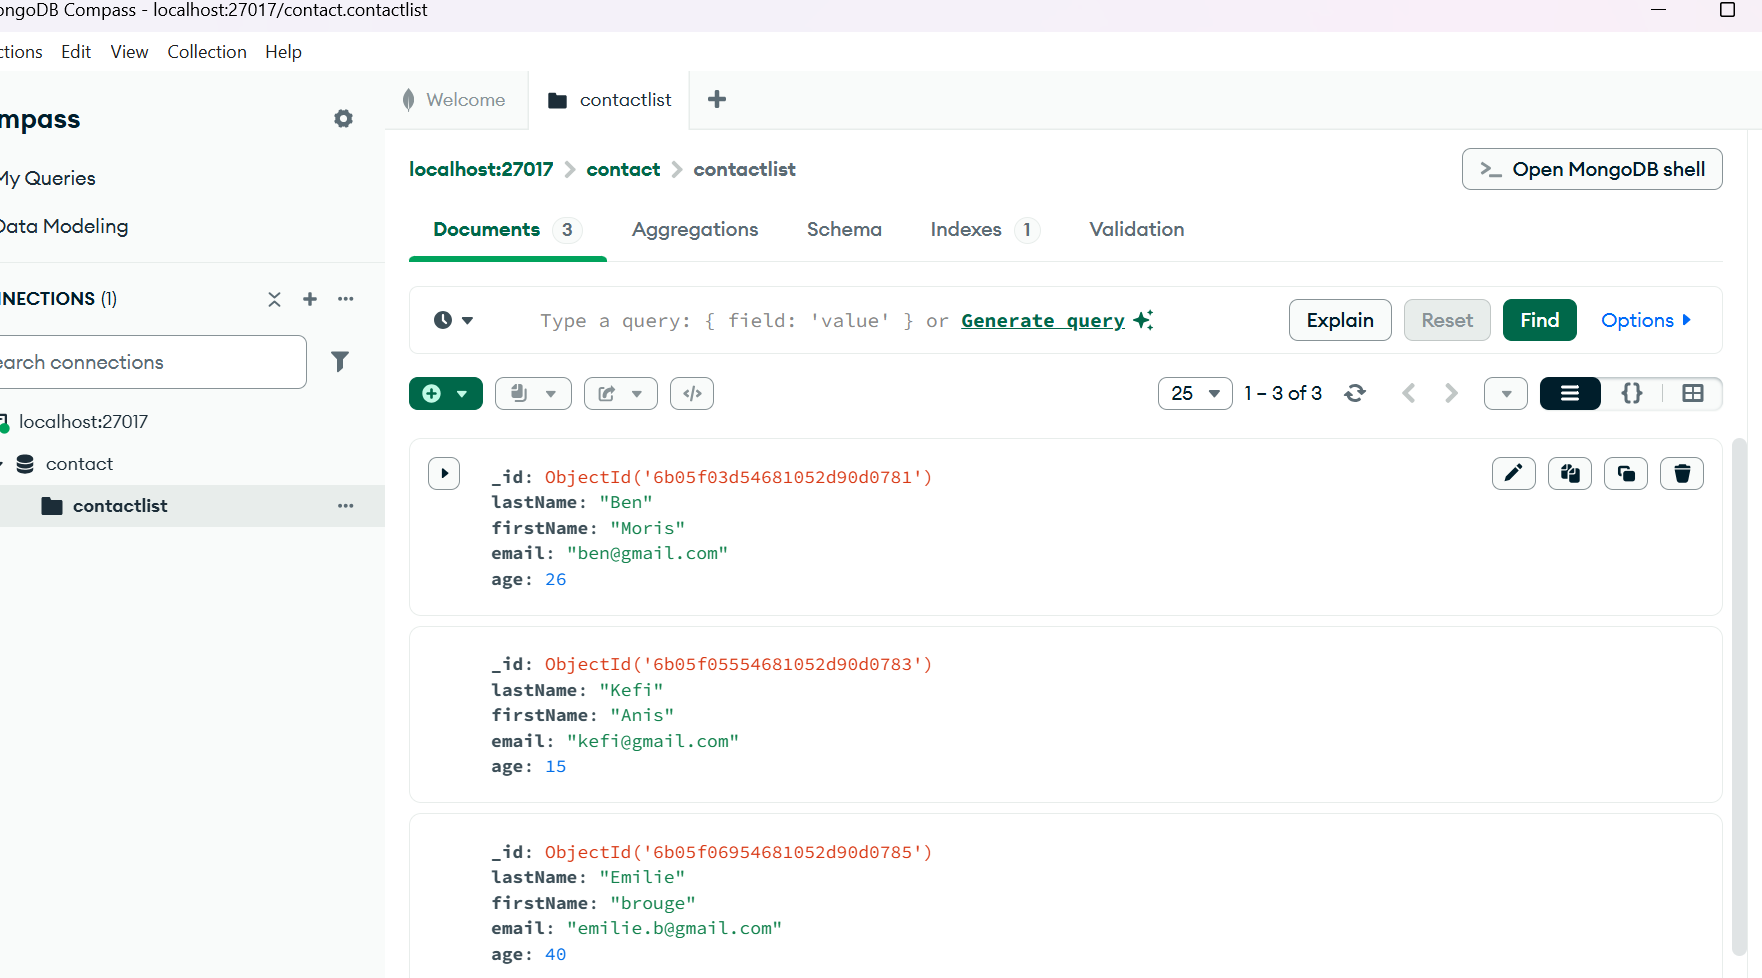 ongoDB Compass - localhost:27017/contact.contactlist
ctions Edit View Collection Help
mpass
My Queries
Data Modeling
NNECTIONS (1)
earch connections
localhost:27017
contact
contactlist
Welcome
contactlist
localhost:27017 > contact > contactlist
Open MongoDB shell
Documents 3 Aggregations Schema Indexes 1 Validation
Type a query: { field: 'value' } or Generate query
Explain Reset Find Options
25 1 – 3 of 3
_id: ObjectId('6b05f03d54681052d90d0781')
lastName: "Ben"
firstName: "Moris"
email: "ben@gmail.com"
age: 26
_id: ObjectId('6b05f05554681052d90d0783')
lastName: "Kefi"
firstName: "Anis"
email: "kefi@gmail.com"
age: 15
_id: ObjectId('6b05f06954681052d90d0785')
lastName: "Emilie"
firstName: "brouge"
email: "emilie.b@gmail.com"
age: 40